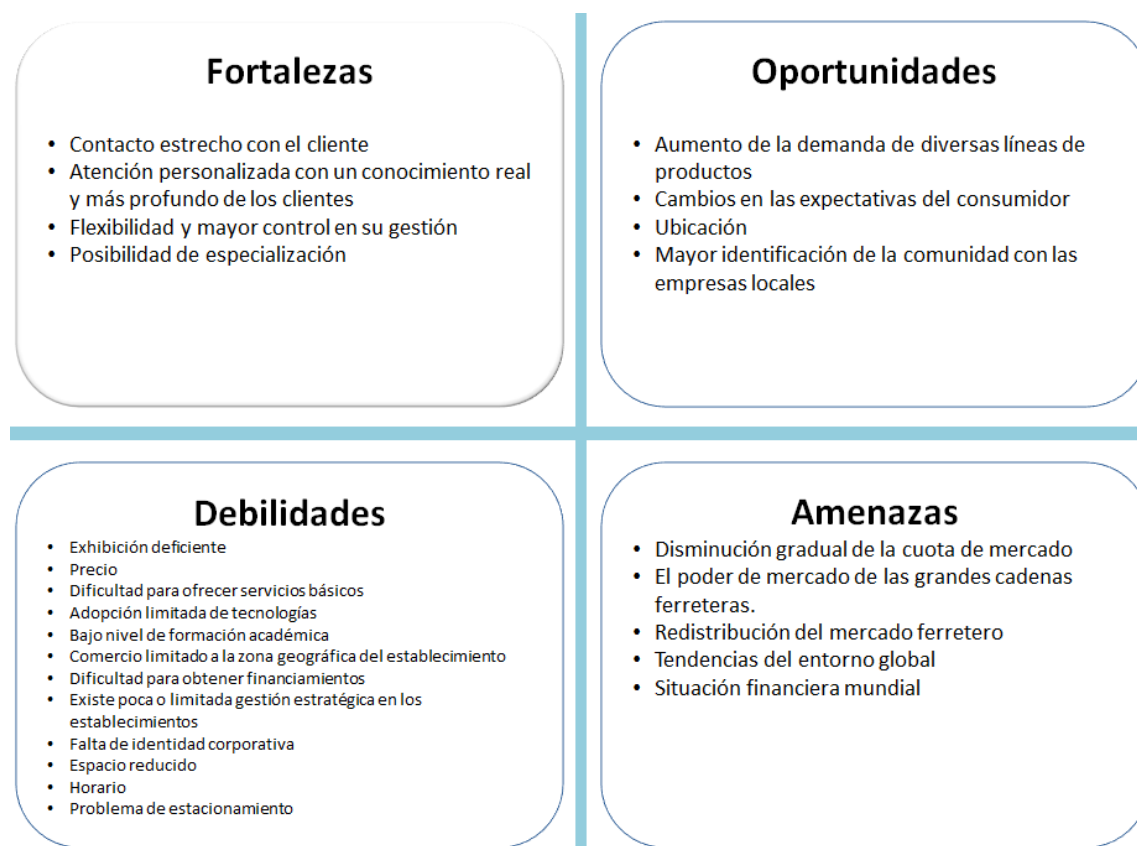 Fortalezas
• Contacto estrecho con el cliente
• Atención personalizada con un conocimiento real
y más profundo de los clientes
• Flexibilidad y mayor control en su gestión
• Posibilidad de especialización
Oportunidades
• Aumento de la demanda de diversas líneas de
productos
• Cambios en las expectativas del consumidor
• Ubicación
• Mayor identificación de la comunidad con las
empresas locales
Debilidades
• Exhibición deficiente
• Precio
• Dificultad para ofrecer servicios básicos
• Adopción limitada de tecnologías
• Bajo nivel de formación académica
• Comercio limitado a la zona geográfica del establecimiento
• Dificultad para obtener financiamientos
• Existe poca o limitada gestión estratégica en los
establecimientos
• Falta de identidad corporativa
• Espacio reducido
• Horario
• Problema de estacionamiento
Amenazas
• Disminución gradual de la cuota de mercado
• El poder de mercado de las grandes cadenas
ferreteras.
• Redistribución del mercado ferretero
• Tendencias del entorno global
• Situación financiera mundial